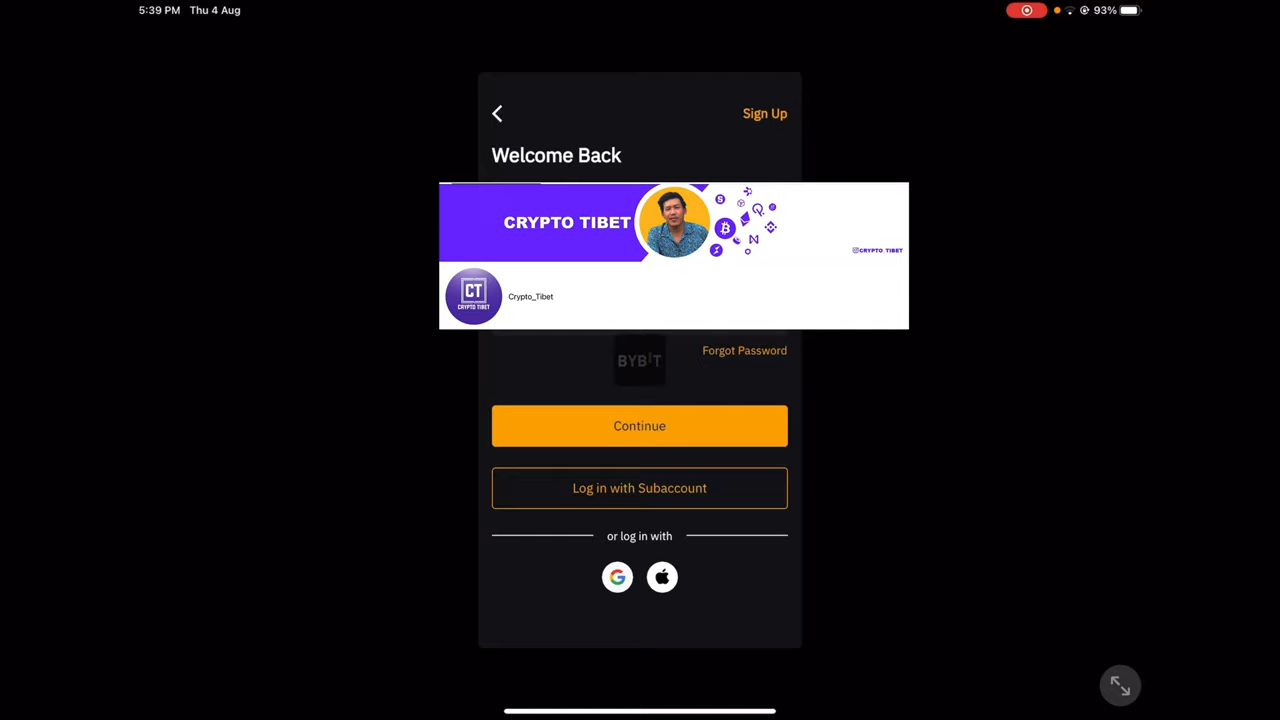 5:39 PM Thu 4 Aug
93%
Sign Up
Welcome Back
CRYPTO TIBET
CRYPTO_TIBET
CT
CRYPTO TIBET
Crypto_Tibet
BYBIT
Forgot Password
Continue
Log in with Subaccount
or log in with